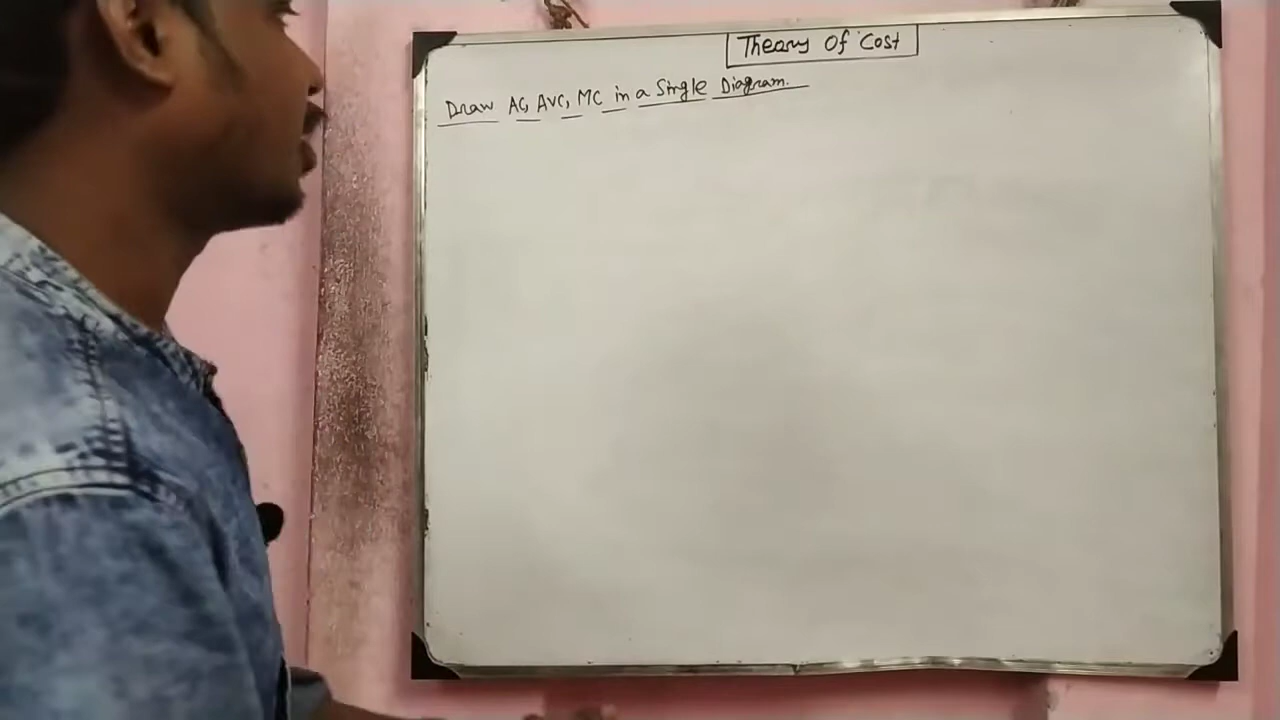 Theory Of Cost
Draw AC, AVC, MC in a Single Diagram.